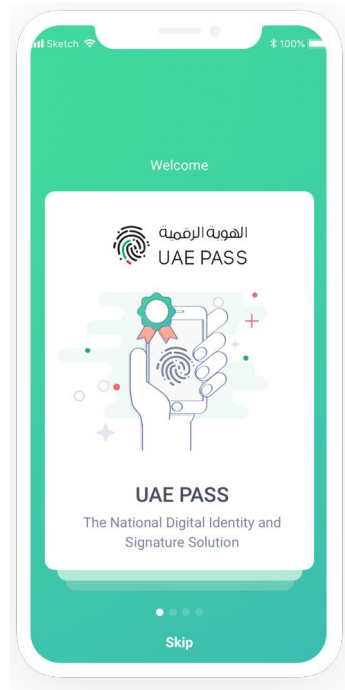 Sketch
100%
Welcome
الهوية الرقمية
UAE PASS
UAE PASS
The National Digital Identity and
Signature Solution
Skip